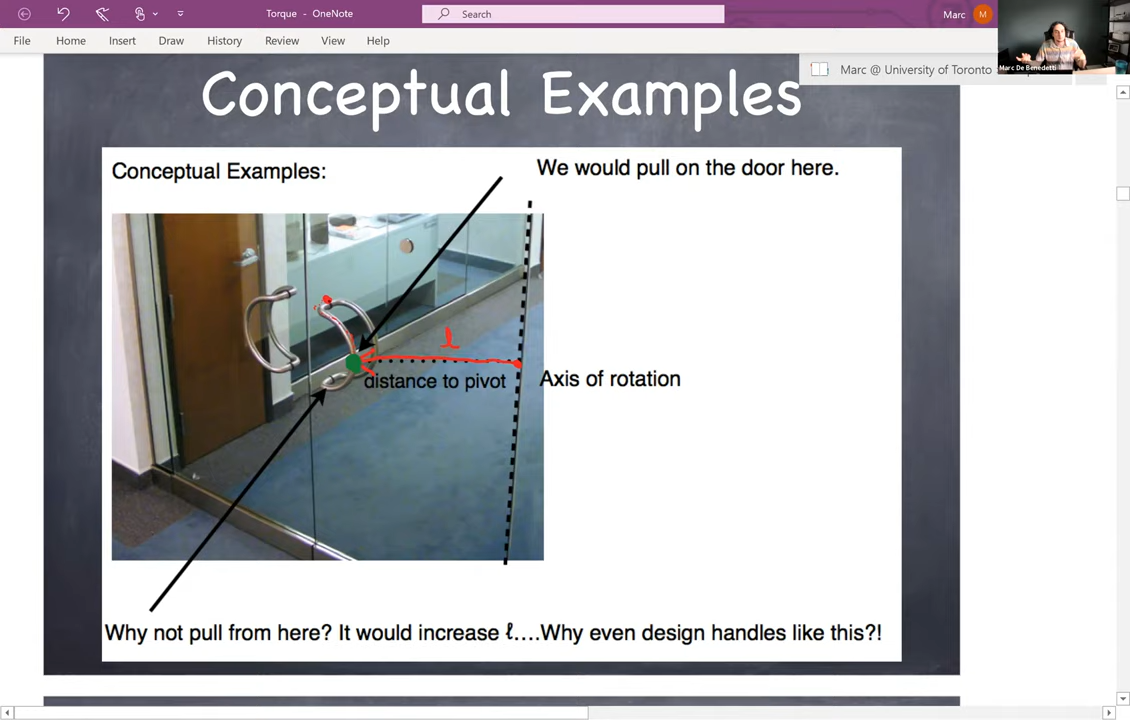 Torque - OneNote
Search
Marc
M
File Home Insert Draw History Review View Help
Marc @ University of Toronto
Marc De Benedetti
Conceptual Examples
Conceptual Examples:
We would pull on the door here.
ℓ
distance to pivot
Axis of rotation
Why not pull from here? It would increase ℓ....Why even design handles like this?!